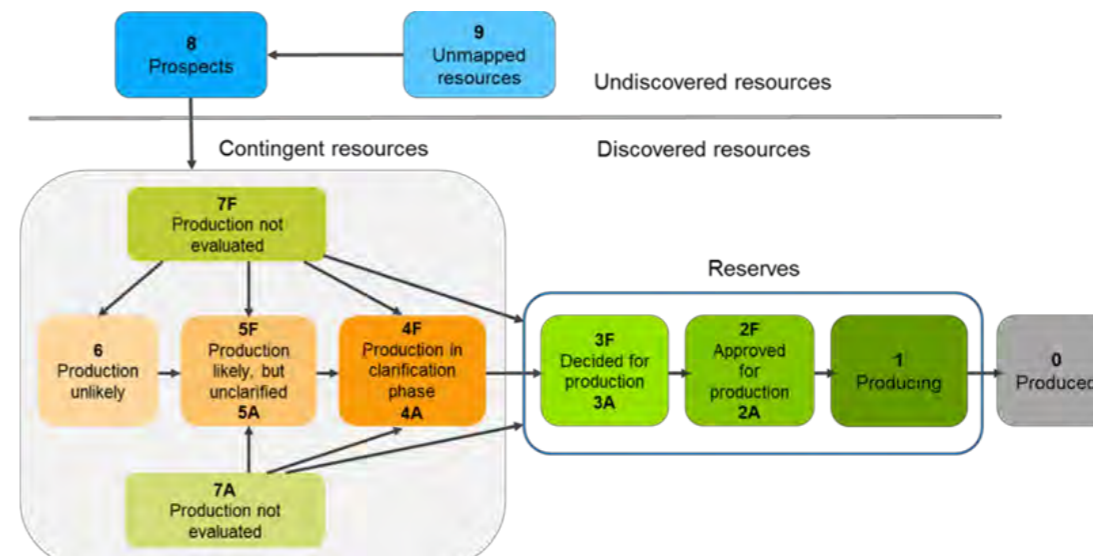 8
Prospects
9
Unmapped
resources
Undiscovered resources
Contingent resources
Discovered resources
7F
Production not
evaluated
Reserves
6
Production
unlikely
5F
Production
likely, but
unclarified
5A
4F
Production in
clarification
phase
4A
3F
Decided for
production
3A
2F
Approved
for
production
2A
1
Producing
0
Produced
7A
Production not
evaluated